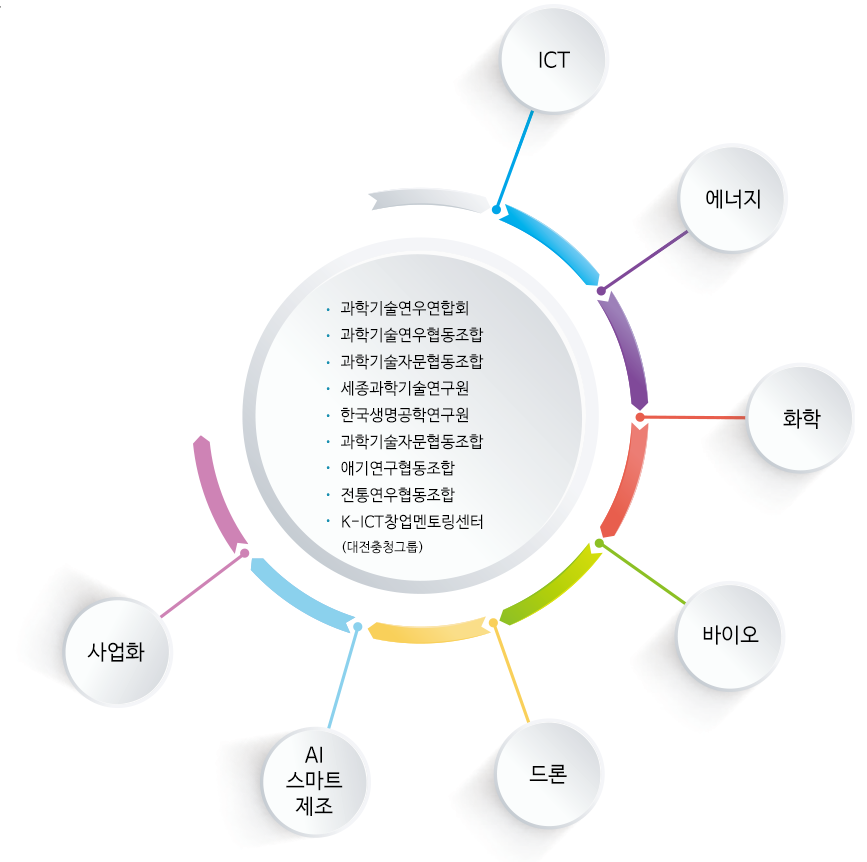 ICT
에너지
화학
바이오
드론
AI
스마트
제조
사업화
· 과학기술연우연합회
· 과학기술연우협동조합
· 과학기술자문협동조합
· 세종과학기술연구원
· 한국생명공학연구원
· 과학기술자문협동조합
· 애기연구협동조합
· 전통연우협동조합
· K-ICT창업멘토링센터
(대전충청그룹)